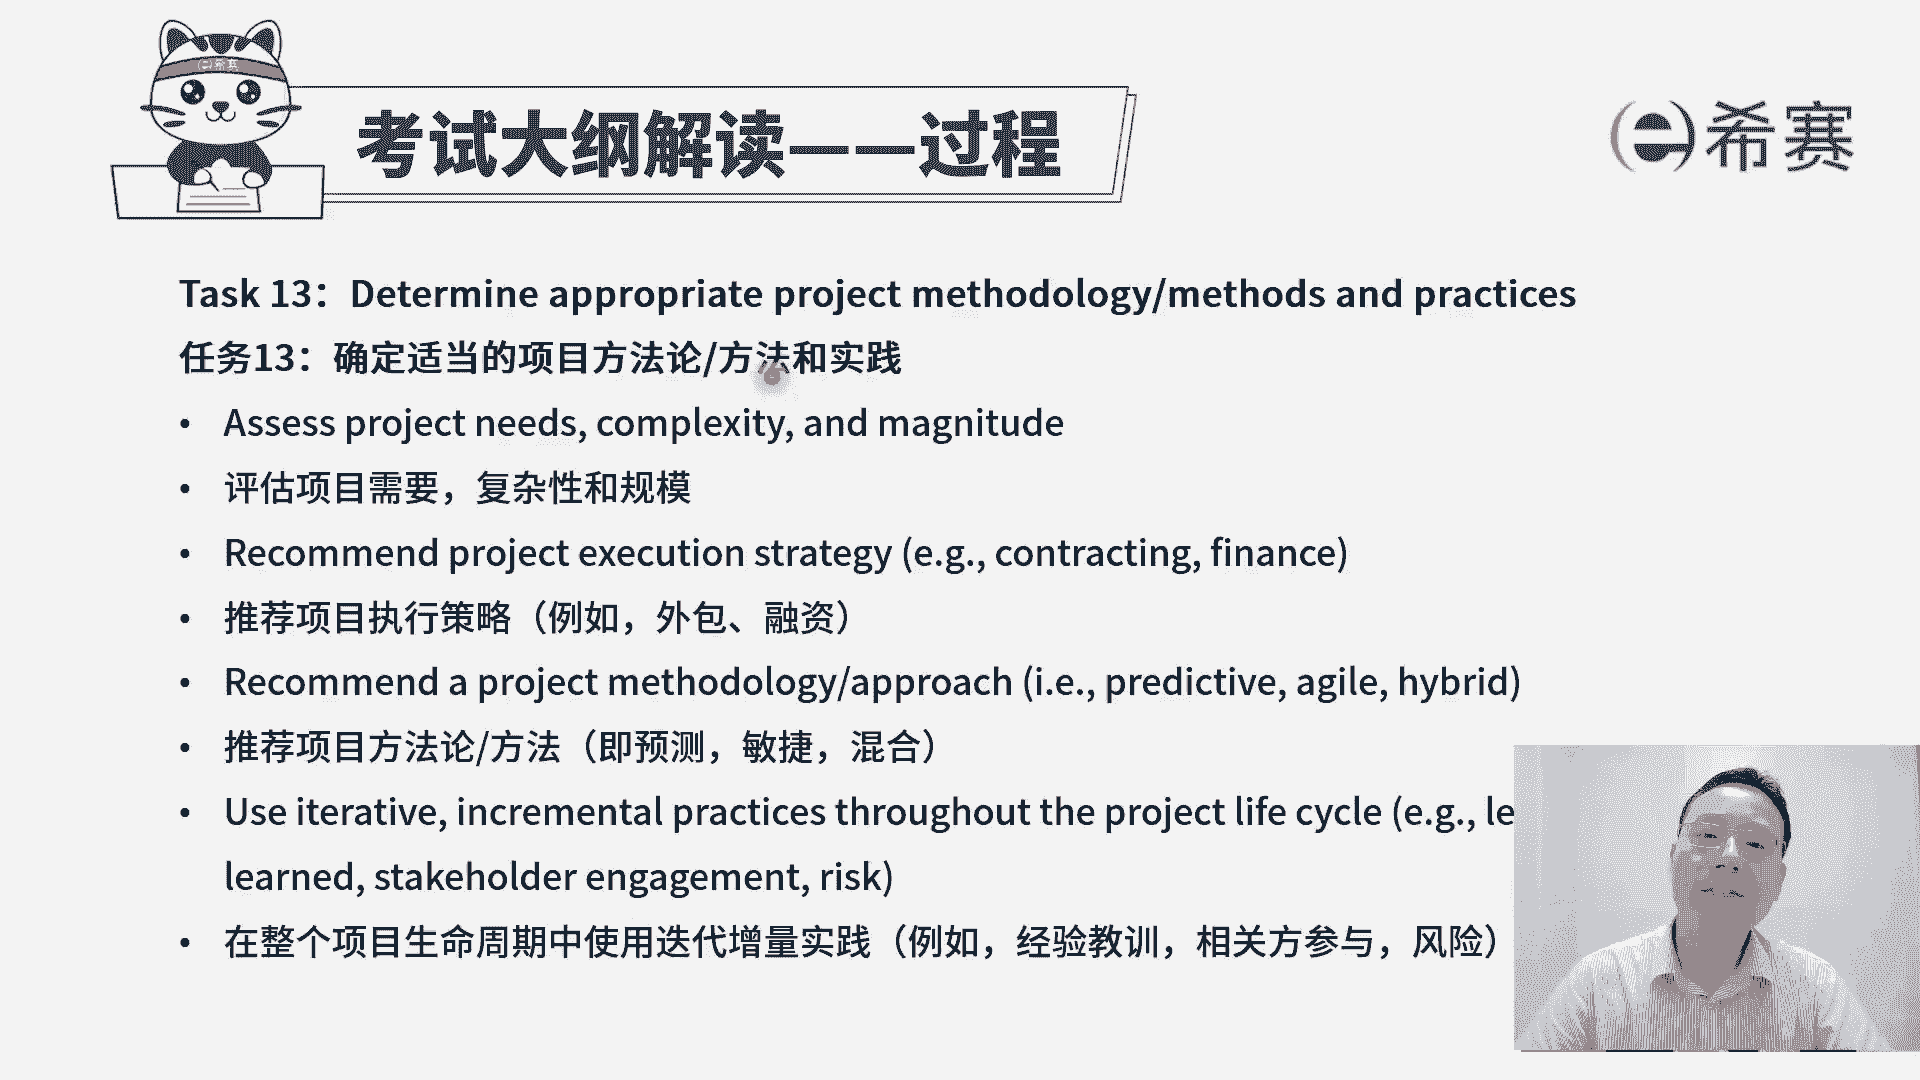 考试大纲解读——过程
希赛
Task 13：Determine appropriate project methodology/methods and practices
任务13：确定适当的项目方法论/方法和实践
• Assess project needs, complexity, and magnitude
• 评估项目需要，复杂性和规模
• Recommend project execution strategy (e.g., contracting, finance)
• 推荐项目执行策略（例如，外包、融资）
• Recommend a project methodology/approach (i.e., predictive, agile, hybrid)
• 推荐项目方法论/方法（即预测，敏捷，混合）
• Use iterative, incremental practices throughout the project life cycle (e.g., le
learned, stakeholder engagement, risk)
• 在整个项目生命周期中使用迭代增量实践（例如，经验教训，相关方参与，风险）